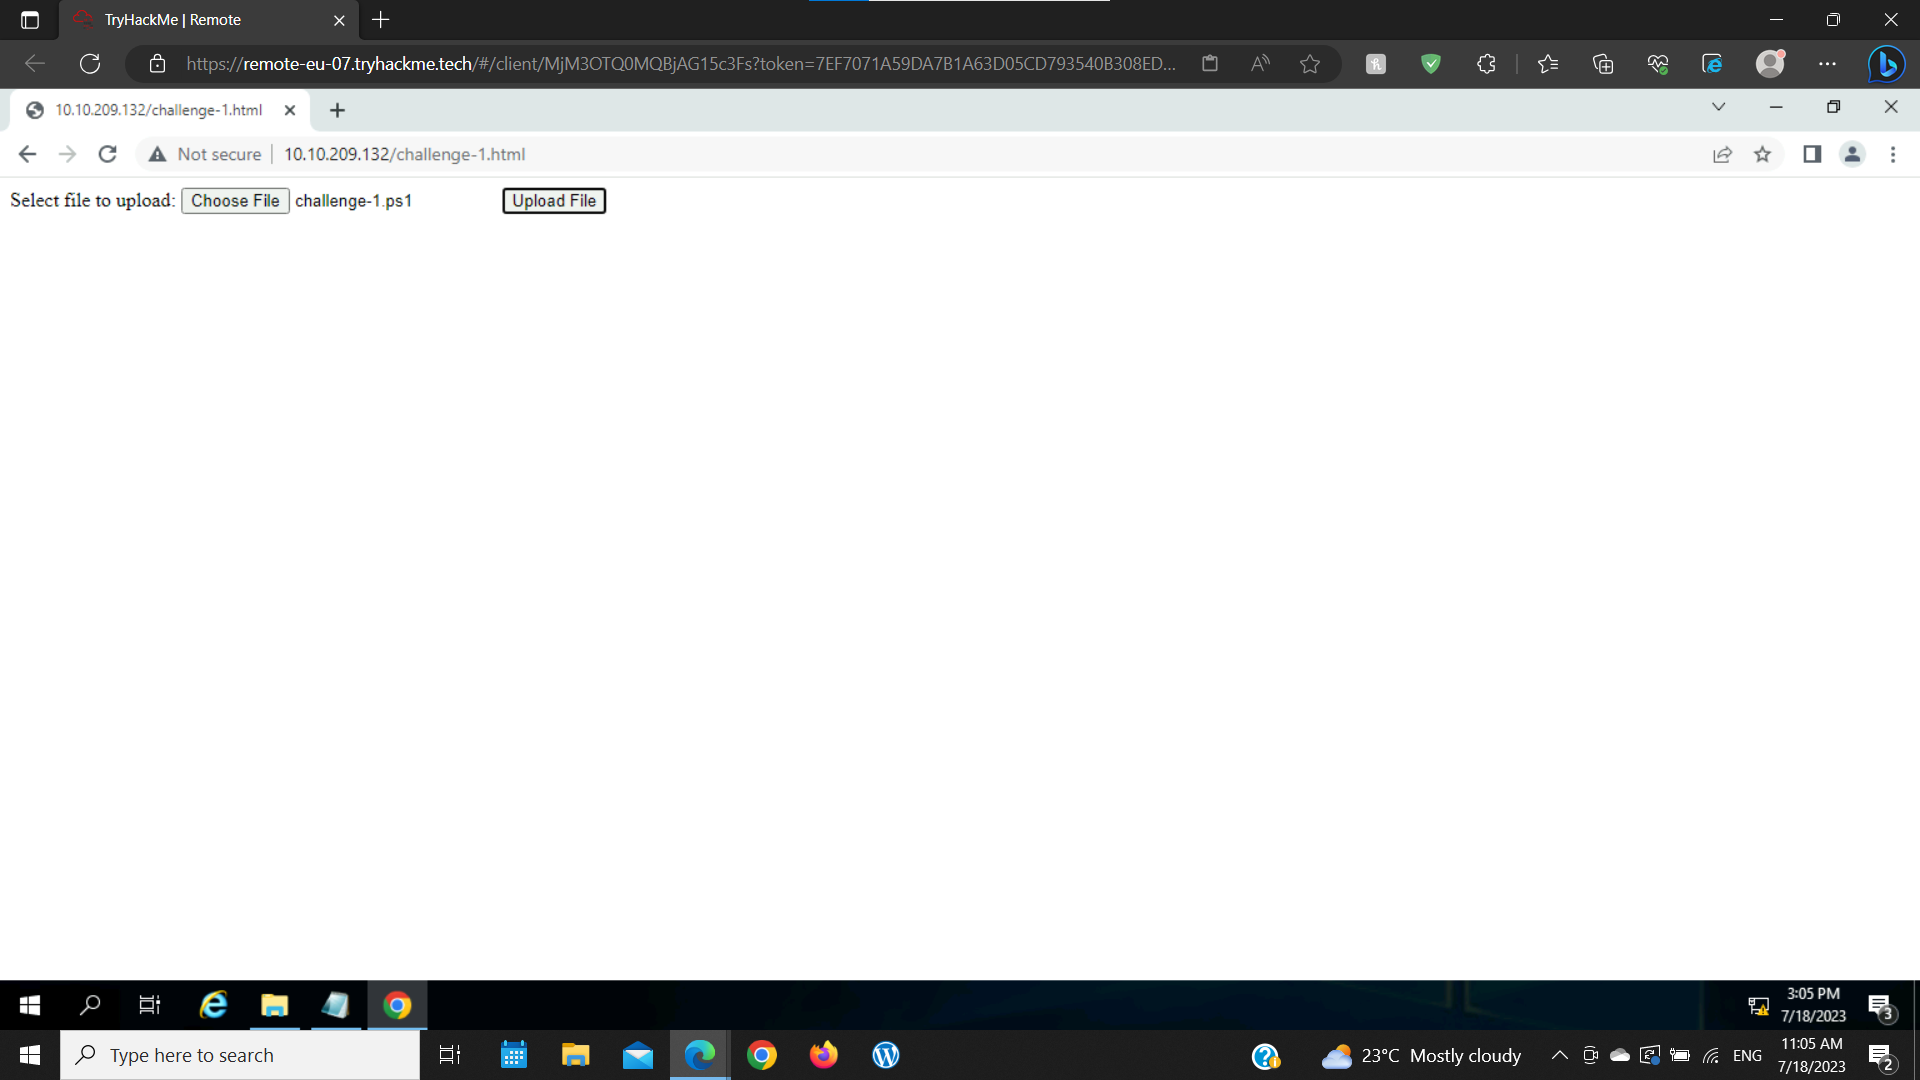 TryHackMe | Remote
https://remote-eu-07.tryhackme.tech/#/client/MjM3OTQ0MQBjAG15c3Fs?token=7EF7071A59DA7B1A63D05CD793540B308ED...
10.10.209.132/challenge-1.html
Not secure
10.10.209.132/challenge-1.html
Select file to upload: Choose File challenge-1.ps1 Upload File
3:05 PM
7/18/2023
3
Type here to search
23°C Mostly cloudy
ENG
11:05 AM
7/18/2023
2